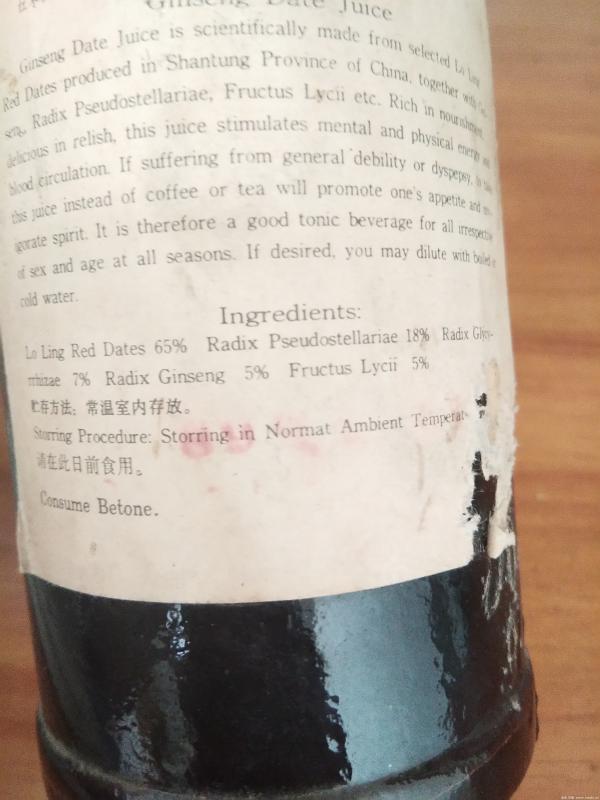 Ginseng Date Juice
Ginseng Date Juice is scientifically made from selected Lo Ling
Red Dates produced in Shantung Province of China, together with
seng, Radix Pseudostellariae, Fructus Lycii etc. Rich in nourishment,
delicious in relish, this juice stimulates mental and physical energy
blood circulation. If suffering from general debility or dyspepsy,
this juice instead of coffee or tea will promote one's appetite and
igorate spirit. It is therefore a good tonic beverage for all irrespective
of sex and age at all seasons. If desired, you may dilute with boiled
cold water.
Ingredients:
Lo Ling Red Dates 65% Radix Pseudostellariae 18% Radix Glycy-
rrhizae 7% Radix Ginseng 5% Fructus Lycii 5%
贮存方法: 常温室内存放。
Storring Procedure: Storring in Normat Ambient Temperat
请在此日前食用。
Consume Betone.